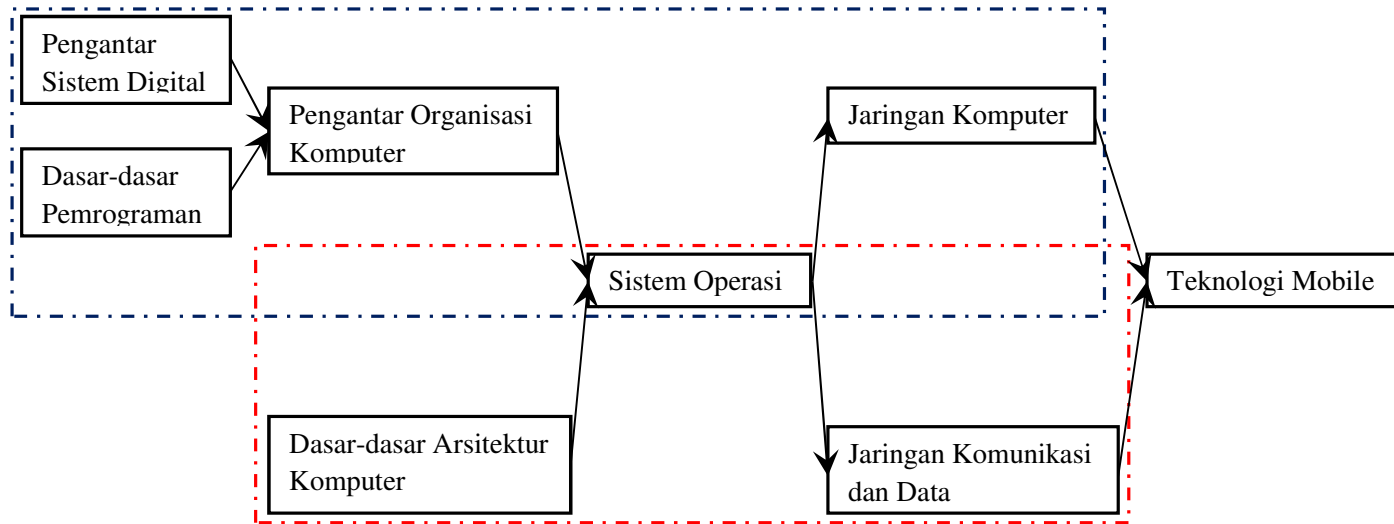 Pengantar
Sistem Digital
Dasar-dasar
Pemrograman
Pengantar Organisasi
Komputer
Dasar-dasar Arsitektur
Komputer
Sistem Operasi
Jaringan Komputer
Jaringan Komunikasi
dan Data
Teknologi Mobile